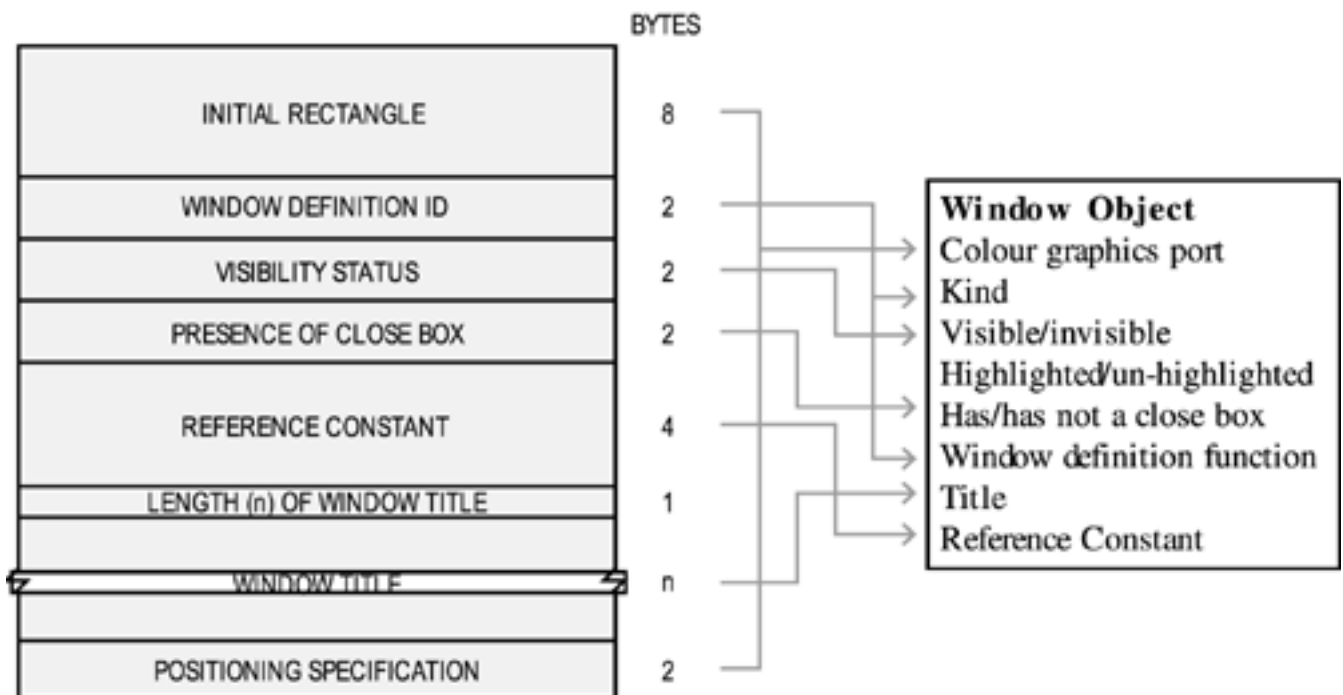 BYTES
INITIAL RECTANGLE 8
WINDOW DEFINITION ID 2
VISIBILITY STATUS 2
PRESENCE OF CLOSE BOX 2
REFERENCE CONSTANT 4
LENGTH (n) OF WINDOW TITLE 1
WINDOW TITLE n
POSITIONING SPECIFICATION 2
Window Object
Colour graphics port
Kind
Visible/invisible
Highlighted/un-highlighted
Has/has not a close box
Window definition function
Title
Reference Constant